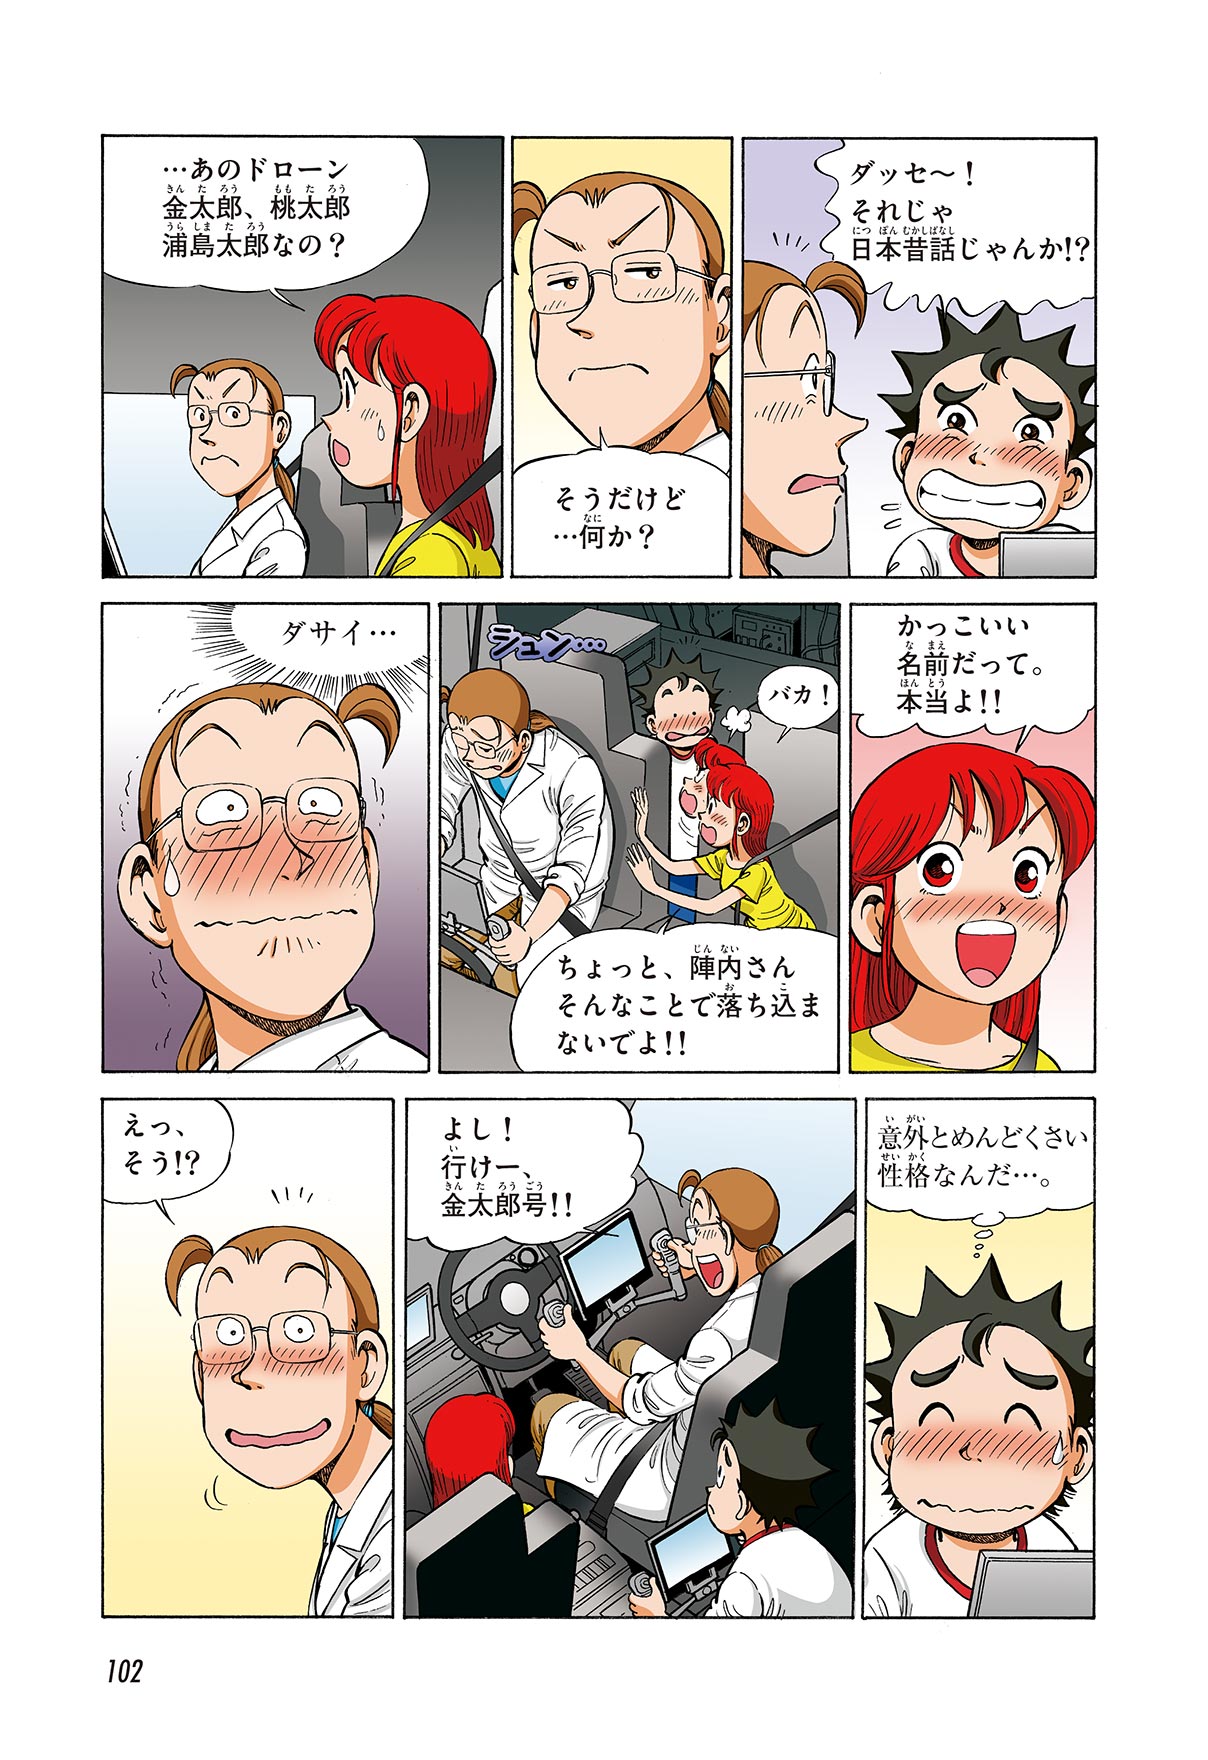 …あのドローン
金太郎、桃太郎
浦島太郎なの？
そうだけど
…何か？
ダッセ〜！
それじゃ
日本昔話じゃんか!?
ダサイ…
シュン…
バカ！
ちょっと、陣内さん
そんなことで落ち込ま
ないでよ!!
かっこいい
名前だって。
本当よ!!
えっ、
そう!?
よし！
行けー、
金太郎号!!
意外とめんどくさい
性格なんだ…。
102